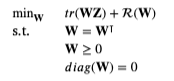 min_W tr(WZ) + ℛ(W)
s.t. W = W^⊺
W ≥ 0
diag(W) = 0